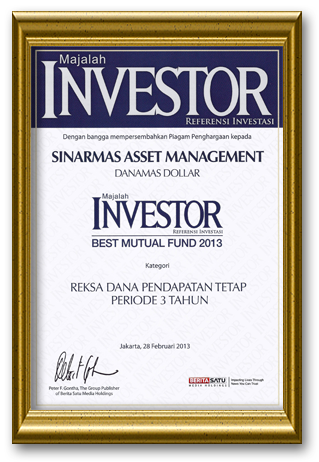 Majalah
INVESTOR
REFERENSI INVESTASI
Dengan bangga mempersembahkan Piagam Penghargaan kepada
SINARMAS ASSET MANAGEMENT
DANAMAS DOLLAR
Majalah
INVESTOR
REFERENSI INVESTASI
BEST MUTUAL FUND 2013
Kategori
REKSA DANA PENDAPATAN TETAP
PERIODE 3 TAHUN
Jakarta, 28 Februari 2013
Peter F. Gontha, The Group Publisher
of Berita Satu Media Holdings
BERITASATU
MEDIA HOLDINGS
Impacting Lives Through
News You Can Trust